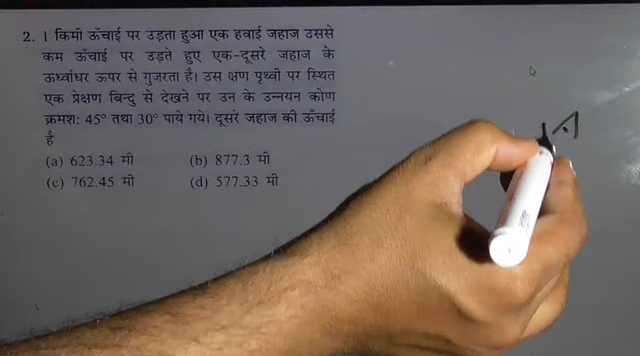 2. 1 किमी ऊँचाई पर उड़ता हुआ एक हवाई जहाज उससे
कम ऊँचाई पर उड़ते हुए एक-दूसरे जहाज के
ऊर्ध्वाधर ऊपर से गुजरता है। उस क्षण पृथ्वी पर स्थित
एक प्रेक्षण बिन्दु से देखने पर उन के उन्नयन कोण
क्रमश: 45° तथा 30° पाये गये। दूसरे जहाज की ऊँचाई
है
(a) 623.34 मी (b) 877.3 मी
(c) 762.45 मी (d) 577.33 मी
A